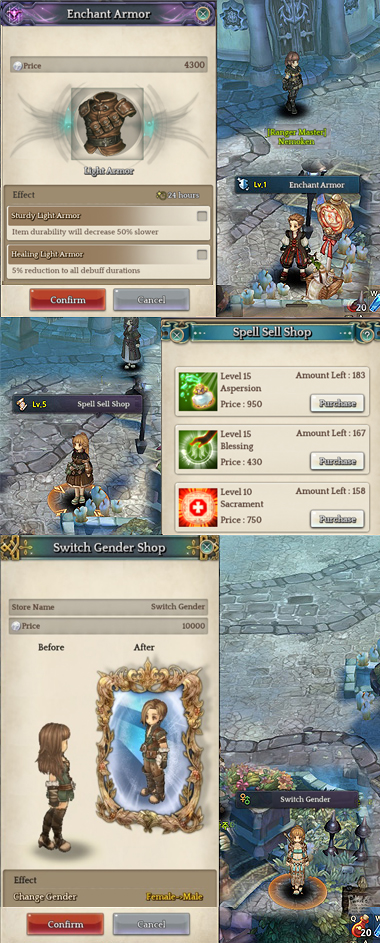 Enchant Armor
Price 4300
Light Armor
Effect 24 hours
Sturdy Light Armor
Item durability will decrease 50% slower
Healing Light Armor
5% reduction to all debuff durations
Confirm Cancel
[Ranger Master]
Nemoken
Lv.1 Enchant Armor
20
Lv.5 Spell Sell Shop
Spell Sell Shop
Level 15 Amount Left : 183
Aspersion
Price : 950 Purchase
Level 15 Amount Left : 167
Blessing
Price : 430 Purchase
Level 10 Amount Left : 158
Sacrament
Price : 750 Purchase
Switch Gender Shop
Store Name Switch Gender
Price 10000
Before After
Effect
Change Gender Female->Male
Confirm Cancel
Switch Gender
Q W
20